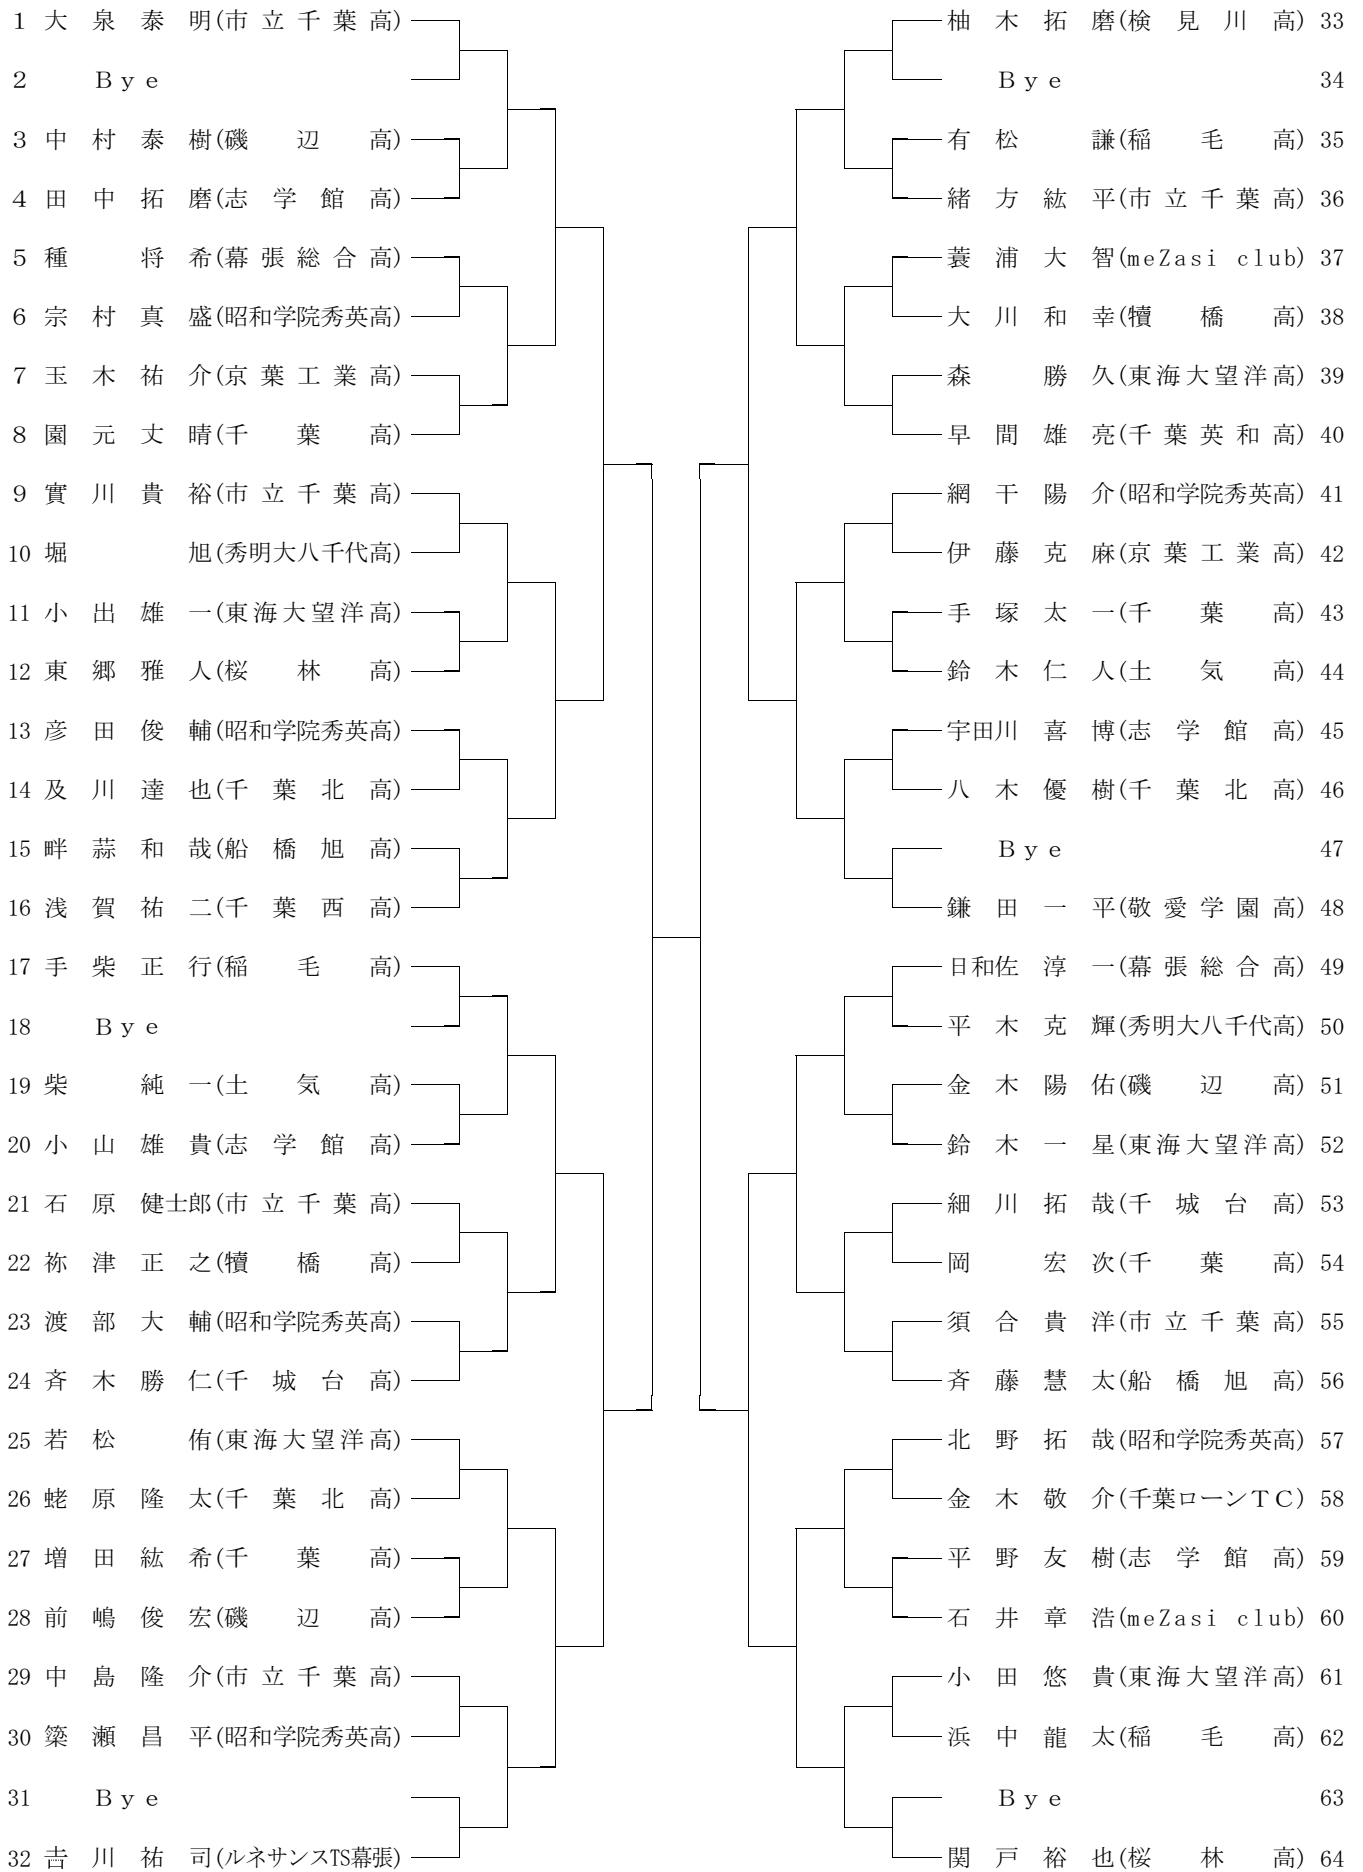 1 大泉泰明(市立千葉高)
2 Bye
3 中村泰樹(磯辺高)
4 田中拓磨(志学館高)
5 種将希(幕張総合高)
6 宗村真盛(昭和学院秀英高)
7 玉木祐介(京葉工業高)
8 園元丈晴(千葉高)
9 實川貴裕(市立千葉高)
10 堀旭(秀明大八千代高)
11 小出雄一(東海大望洋高)
12 東郷雅人(桜林高)
13 彦田俊輔(昭和学院秀英高)
14 及川達也(千葉北高)
15 畔蒜和哉(船橋旭高)
16 浅賀祐二(千葉西高)
17 手柴正行(稲毛高)
18 Bye
19 柴純一(土気高)
20 小山雄貴(志学館高)
21 石原健士郎(市立千葉高)
22 祢津正之(犢橋高)
23 渡部大輔(昭和学院秀英高)
24 斉木勝仁(千城台高)
25 若松侑(東海大望洋高)
26 蛯原隆太(千葉北高)
27 増田紘希(千葉高)
28 前嶋俊宏(磯辺高)
29 中島隆介(市立千葉高)
30 簗瀬昌平(昭和学院秀英高)
31 Bye
32 吉川祐司(ルネサンスTS幕張)
柚木拓磨(検見川高) 33
Bye 34
有松謙(稲毛高) 35
緒方紘平(市立千葉高) 36
蓑浦大智(meZasi club) 37
大川和幸(犢橋高) 38
森勝久(東海大望洋高) 39
早間雄亮(千葉英和高) 40
網干陽介(昭和学院秀英高) 41
伊藤克麻(京葉工業高) 42
手塚太一(千葉高) 43
鈴木仁人(土気高) 44
宇田川喜博(志学館高) 45
八木優樹(千葉北高) 46
Bye 47
鎌田一平(敬愛学園高) 48
日和佐淳一(幕張総合高) 49
平木克輝(秀明大八千代高) 50
金木陽佑(磯辺高) 51
鈴木一星(東海大望洋高) 52
細川拓哉(千城台高) 53
岡宏次(千葉高) 54
須合貴洋(市立千葉高) 55
斉藤慧太(船橋旭高) 56
北野拓哉(昭和学院秀英高) 57
金木敬介(千葉ローンTC) 58
平野友樹(志学館高) 59
石井章浩(meZasi club) 60
小田悠貴(東海大望洋高) 61
浜中龍太(稲毛高) 62
Bye 63
関戸裕也(桜林高) 64